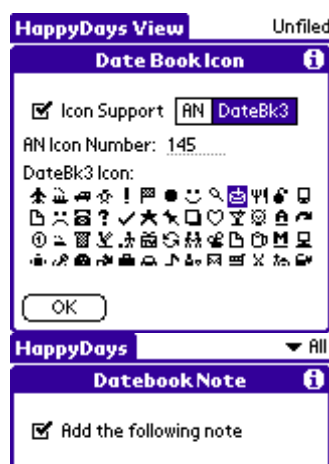 HappyDays View Unfiled
Date Book Icon i
Icon Support AN DateBk3
AN Icon Number: 145
DateBk3 Icon:
OK
HappyDays All
Datebook Note i
Add the following note